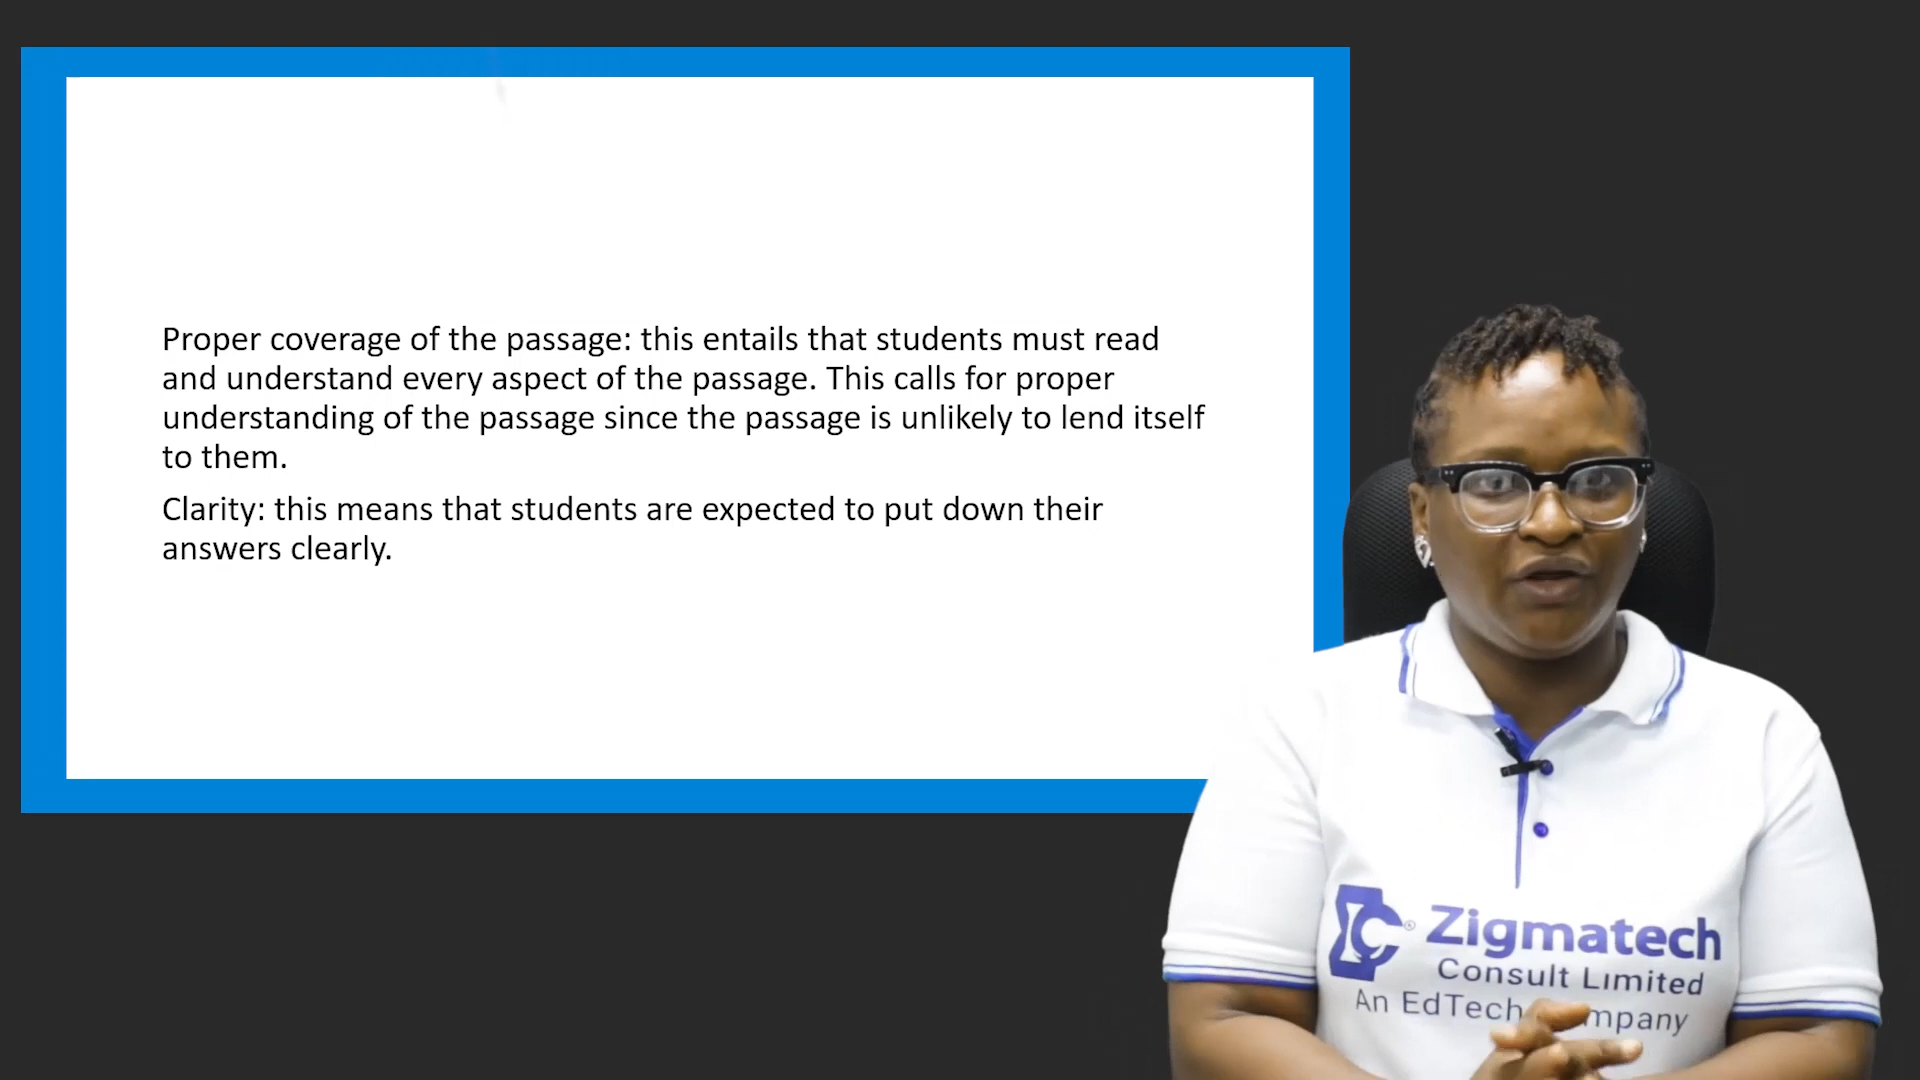 Proper coverage of the passage: this entails that students must read
and understand every aspect of the passage. This calls for proper
understanding of the passage since the passage is unlikely to lend itself
to them.
Clarity: this means that students are expected to put down their
answers clearly.
ZC® Zigmatech
Consult Limited
An EdTech